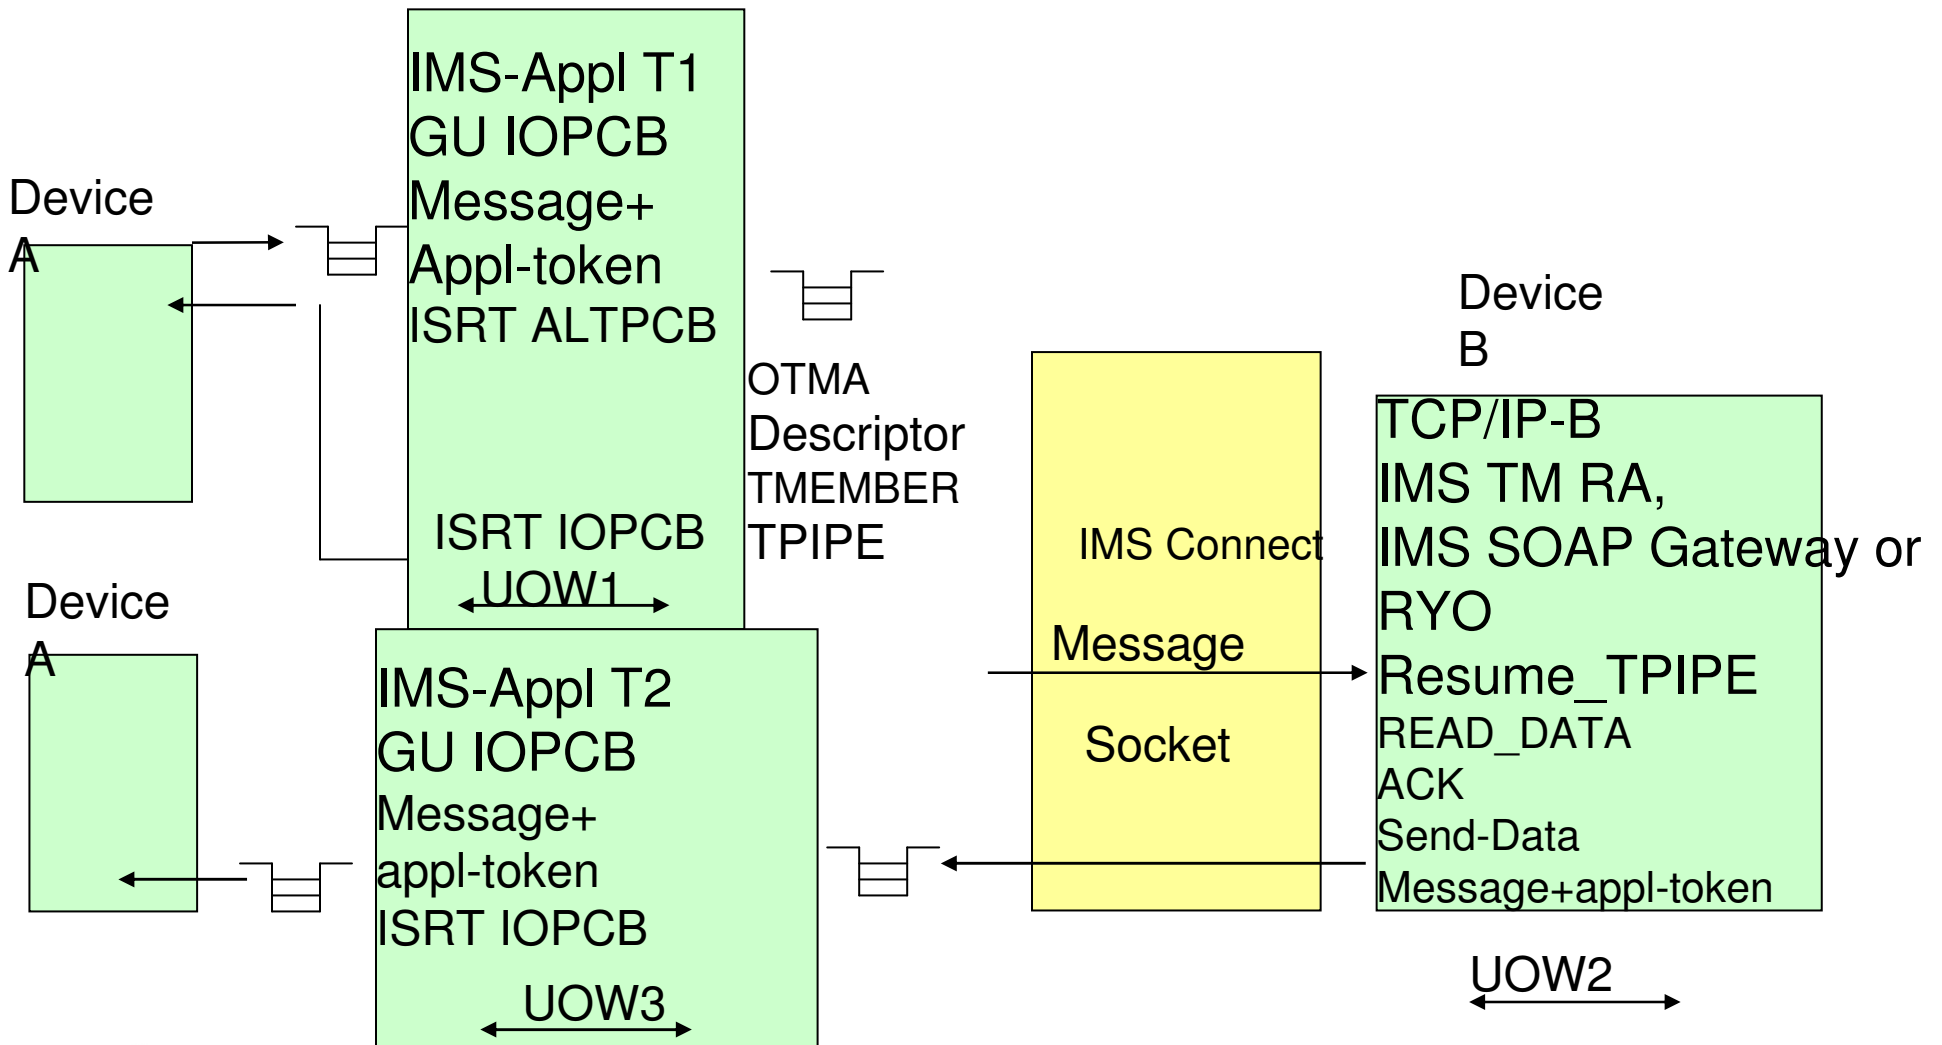 Device
A
IMS-Appl T1
GU IOPCB
Message+
Appl-token
ISRT ALTPCB
ISRT IOPCB
UOW1
OTMA
Descriptor
TMEMBER
TPIPE
IMS Connect
Message
Socket
Device
B
TCP/IP-B
IMS TM RA,
IMS SOAP Gateway or
RYO
Resume_TPIPE
READ_DATA
ACK
Send-Data
Message+appl-token
UOW2
Device
A
IMS-Appl T2
GU IOPCB
Message+
appl-token
ISRT IOPCB
UOW3